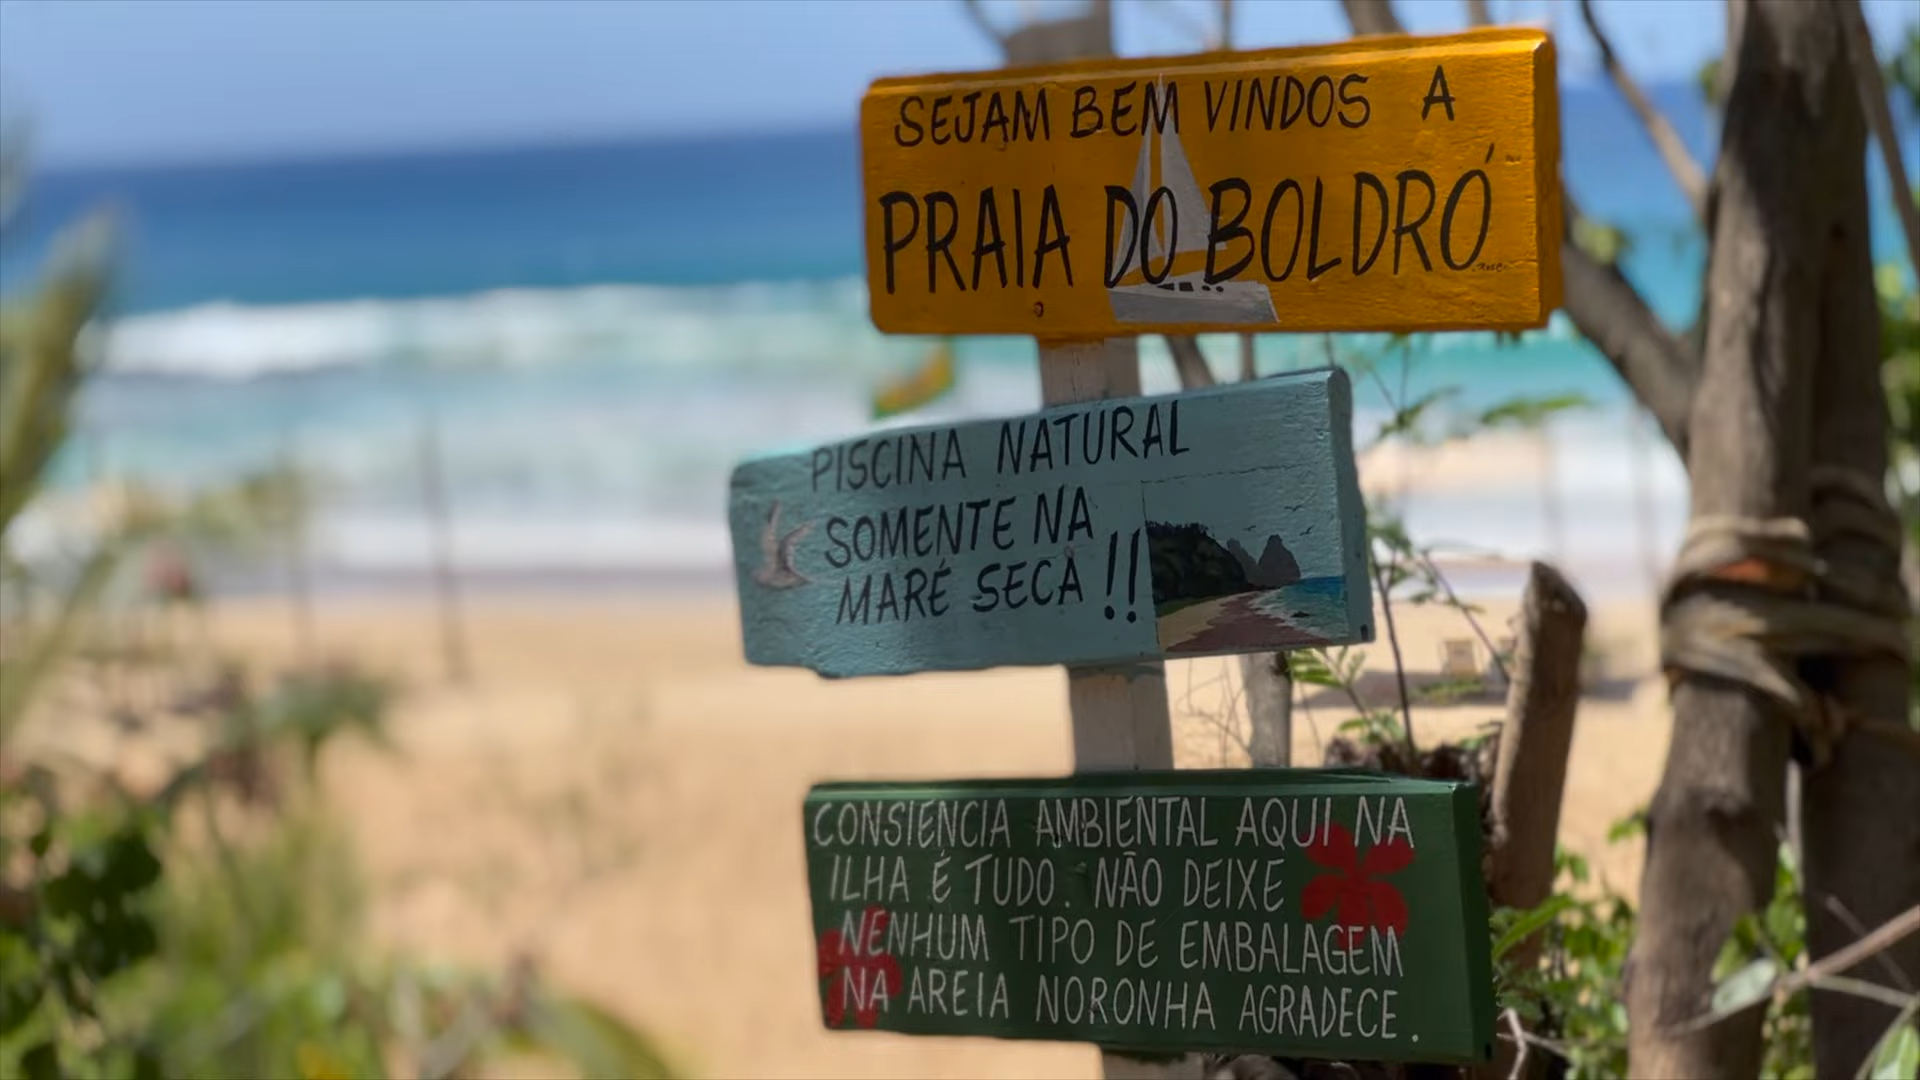 SEJAM BEM VINDOS A
PRAIA DO BOLDRÓ
PISCINA NATURAL
SOMENTE NA
MARÉ SECA !!
CONSIENCIA AMBIENTAL AQUI NA
ILHA É TUDO. NÃO DEIXE
NENHUM TIPO DE EMBALAGEM
NA AREIA NORONHA AGRADECE.